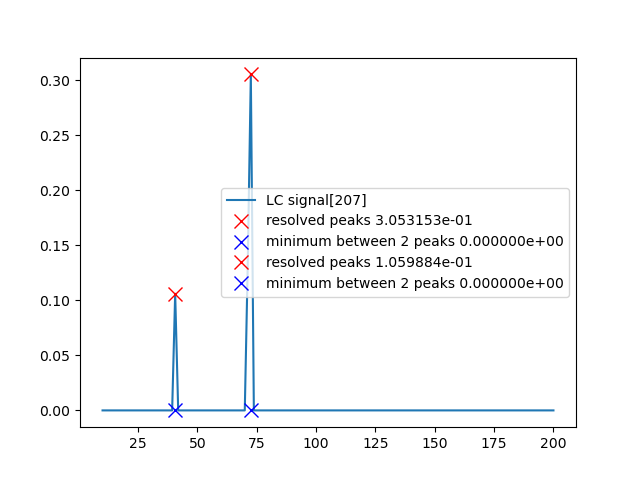 0.30
0.25
0.20
0.15
0.10
0.05
0.00
LC signal[207]
resolved peaks 3.053153e-01
minimum between 2 peaks 0.000000e+00
resolved peaks 1.059884e-01
minimum between 2 peaks 0.000000e+00
25 50 75 100 125 150 175 200